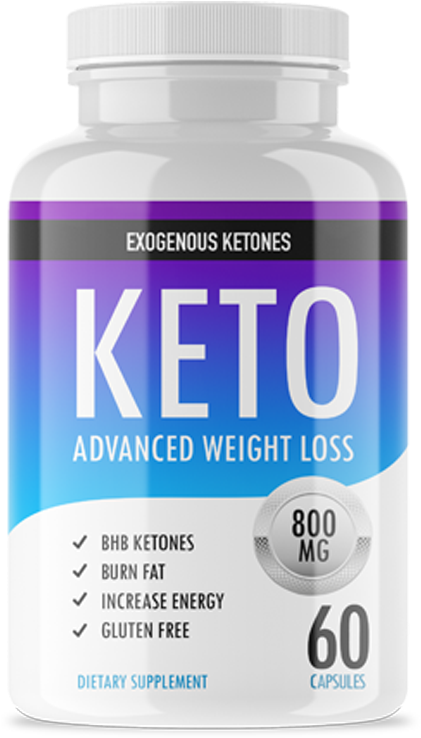 EXOGENOUS KETONES
KETO
ADVANCED WEIGHT LOSS
800
MG
✓ BHB KETONES
✓ BURN FAT
✓ INCREASE ENERGY
✓ GLUTEN FREE
60
CAPSULES
DIETARY SUPPLEMENT